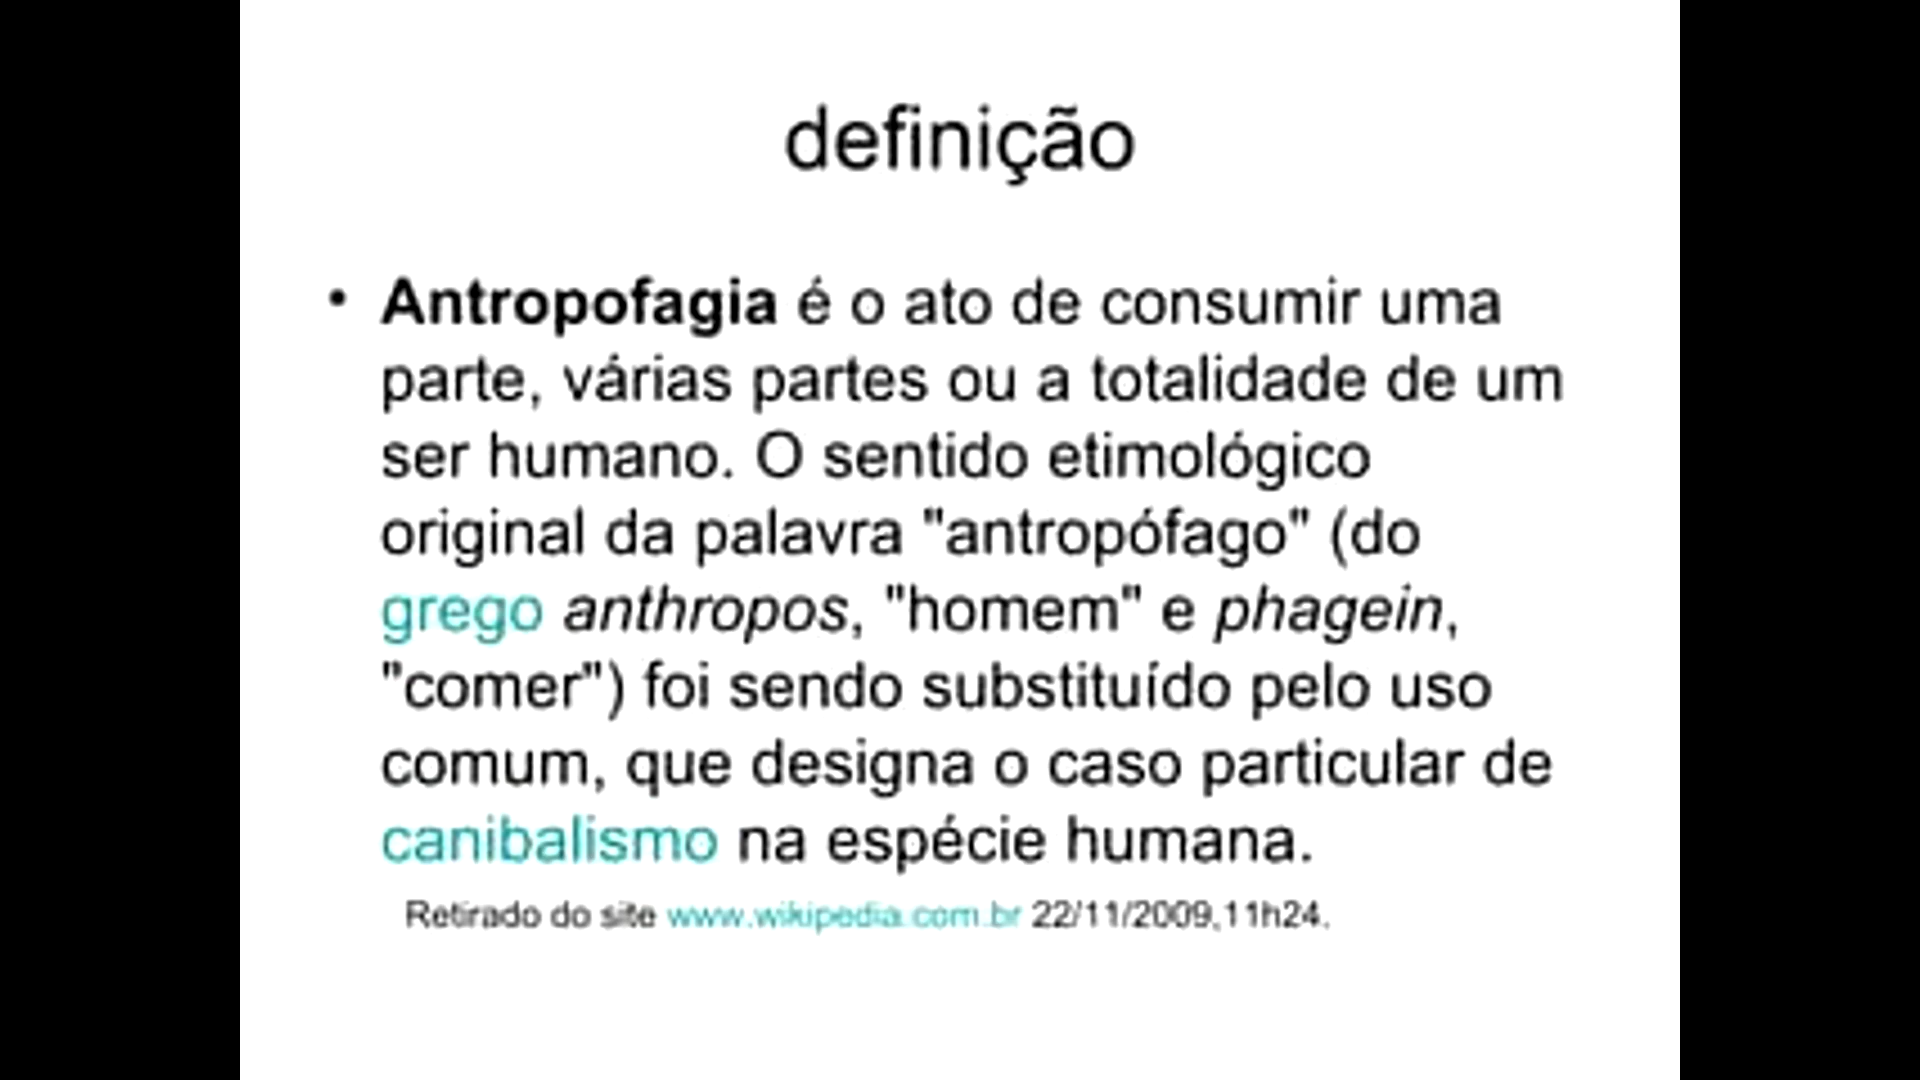 definição
• Antropofagia é o ato de consumir uma
parte, várias partes ou a totalidade de um
ser humano. O sentido etimológico
original da palavra "antropófago" (do
grego anthropos, "homem" e phagein,
"comer") foi sendo substituído pelo uso
comum, que designa o caso particular de
canibalismo na espécie humana.
Retirado do site www.wikipedia.com.br 22/11/2009,11h24.